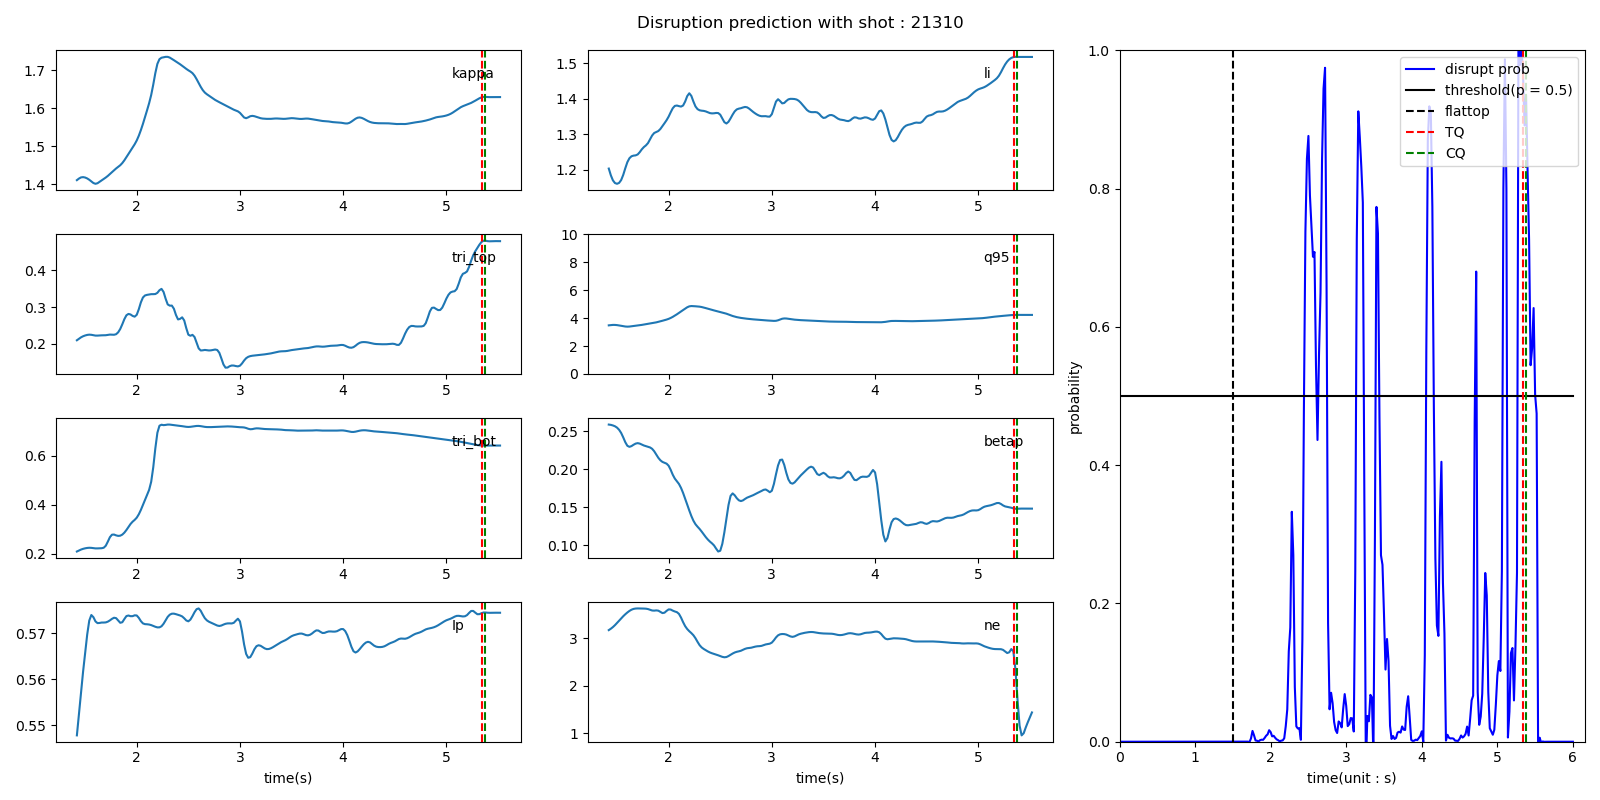 Disruption prediction with shot : 21310
kappa
1.7
1.6
1.5
1.4
2 3 4 5
li
1.5
1.4
1.3
1.2
2 3 4 5
tri_top
0.4
0.3
0.2
2 3 4 5
q95
10
8
6
4
2
0
2 3 4 5
tri_bot
0.6
0.4
0.2
2 3 4 5
betap
0.25
0.20
0.15
0.10
2 3 4 5
Ip
0.57
0.56
0.55
2 3 4 5
time(s)
ne
3
2
1
2 3 4 5
time(s)
disrupt prob
threshold(p = 0.5)
flattop
TQ
CQ
probability
1.0
0.8
0.6
0.4
0.2
0.0
0 1 2 3 4 5 6
time(unit : s)